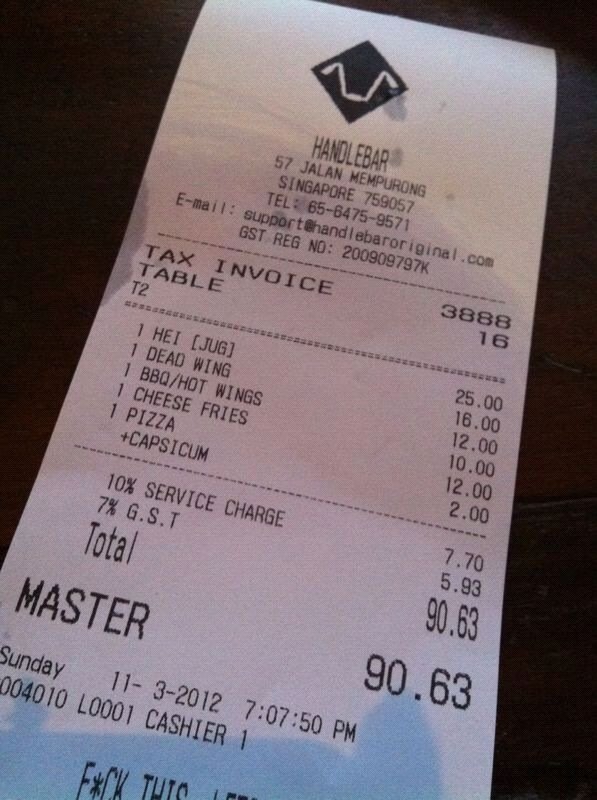 HANDLEBAR
57 JALAN MEMPURONG
SINGAPORE 759057
TEL: 65-6475-9571
E-mail: support@handlebaroriginal.com
GST REG NO: 200909797K
TAX INVOICE 3888
TABLE 16
T2
1 HEI [JUG] 25.00
1 DEAD WING 16.00
1 BBQ/HOT WINGS 12.00
1 CHEESE FRIES 10.00
1 PIZZA 12.00
+CAPSICUM 2.00
10% SERVICE CHARGE 7.70
7% G.S.T 5.93
Total 90.63
MASTER 90.63
Sunday 11- 3-2012 7:07:50 PM
004010 L0001 CASHIER 1
F*CK THIS